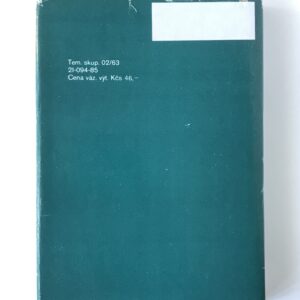 Tem. skup. 02/63
21-094-85
Cena váz. výt. Kčs 46,–